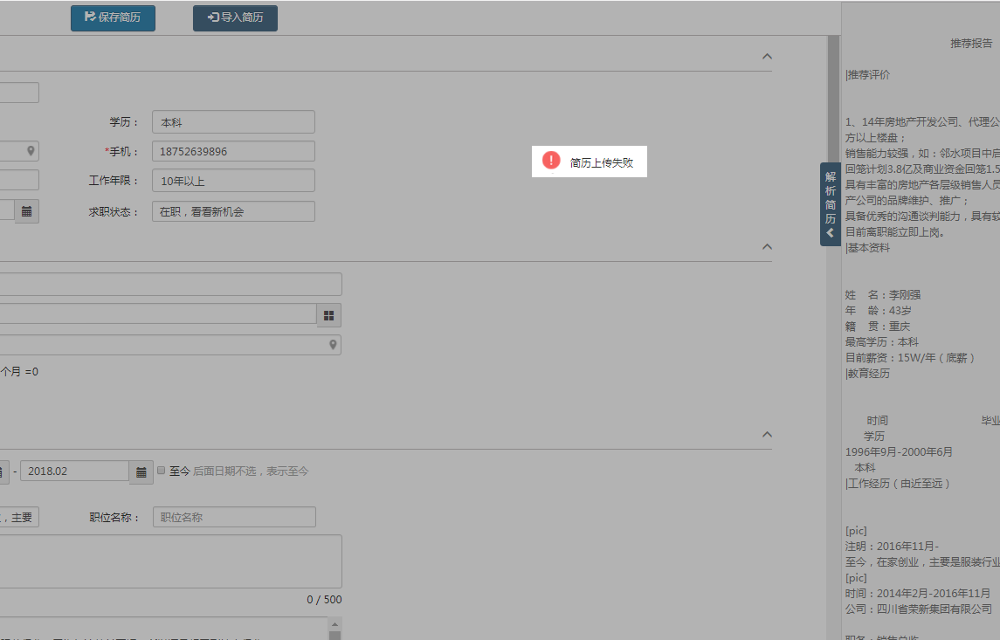 保存简历
导入简历
学历：
本科
*手机：
18752639896
工作年限：
10年以上
求职状态：
在职，看看新机会
个月 =0
-
2018.02
至今 后面日期不选，表示至今
，主要
职位名称：
职位名称
0 / 500
简历上传失败
解析简历
推荐报告
|推荐评价
1、14年房地产开发公司、代理公
方以上楼盘；
销售能力较强，如：邻水项目中启
回笼计划3.8亿及商业资金回笼1.5
具有丰富的房地产各层级销售人员
产公司的品牌维护、推广；
具备优秀的沟通谈判能力，具有较
目前离职能立即上岗。
|基本资料
姓 名：李刚强
年 龄：43岁
籍 贯：重庆
最高学历：本科
目前薪资：15W/年（底薪）
|教育经历
时间 毕业
学历
1996年9月-2000年6月
本科
|工作经历（由近至远）
[pic]
注明：2016年11月-
至今，在家创业，主要是服装行业
[pic]
时间：2014年2月-2016年11月
公司：四川省荣新集团有限公司
职务：销售总监